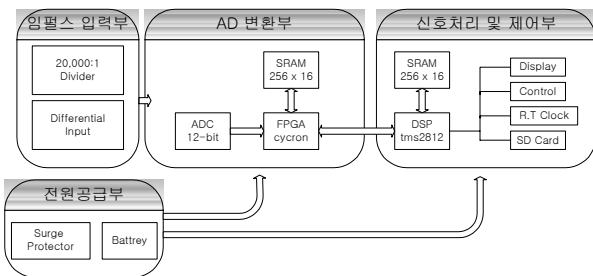 임펄스 입력부
20,000:1
Divider
Differential
Input
AD 변환부
SRAM
256 x 16
ADC
12-bit
FPGA
cycron
신호처리 및 제어부
SRAM
256 x 16
DSP
tms2812
Display
Control
R.T Clock
SD Card
전원공급부
Surge
Protector
Battrey